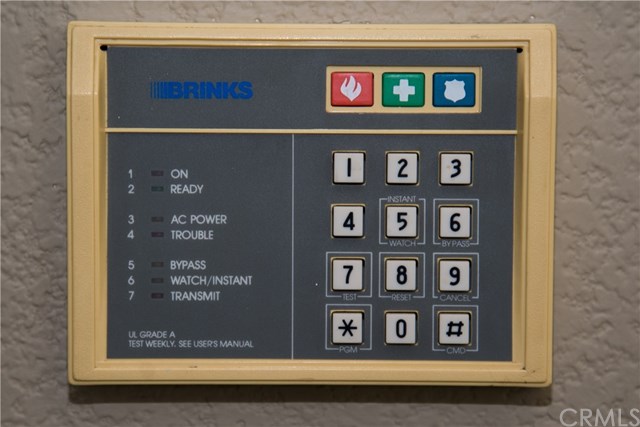 BRINKS
1 ON
2 READY
3 AC POWER
4 TROUBLE
5 BYPASS
6 WATCH/INSTANT
7 TRANSMIT
UL GRADE A
TEST WEEKLY. SEE USER'S MANUAL
1 2 3
INSTANT
4 5 6
WATCH BYPASS
7 8 9
TEST RESET CANCEL
* 0 #
PGM CMD
CRMLS